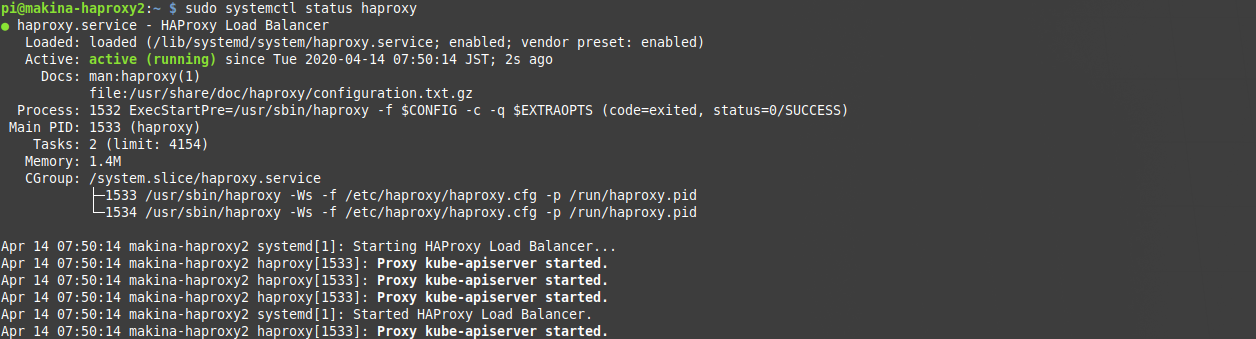 pi@makina-haproxy2:~ $ sudo systemctl status haproxy
● haproxy.service - HAProxy Load Balancer
   Loaded: loaded (/lib/systemd/system/haproxy.service; enabled; vendor preset: enabled)
   Active: active (running) since Tue 2020-04-14 07:50:14 JST; 2s ago
     Docs: man:haproxy(1)
           file:/usr/share/doc/haproxy/configuration.txt.gz
  Process: 1532 ExecStartPre=/usr/sbin/haproxy -f $CONFIG -c -q $EXTRAOPTS (code=exited, status=0/SUCCESS)
 Main PID: 1533 (haproxy)
    Tasks: 2 (limit: 4154)
   Memory: 1.4M
   CGroup: /system.slice/haproxy.service
           ├─1533 /usr/sbin/haproxy -Ws -f /etc/haproxy/haproxy.cfg -p /run/haproxy.pid
           └─1534 /usr/sbin/haproxy -Ws -f /etc/haproxy/haproxy.cfg -p /run/haproxy.pid
Apr 14 07:50:14 makina-haproxy2 systemd[1]: Starting HAProxy Load Balancer...
Apr 14 07:50:14 makina-haproxy2 haproxy[1533]: Proxy kube-apiserver started.
Apr 14 07:50:14 makina-haproxy2 haproxy[1533]: Proxy kube-apiserver started.
Apr 14 07:50:14 makina-haproxy2 haproxy[1533]: Proxy kube-apiserver started.
Apr 14 07:50:14 makina-haproxy2 systemd[1]: Started HAProxy Load Balancer.
Apr 14 07:50:14 makina-haproxy2 haproxy[1533]: Proxy kube-apiserver started.